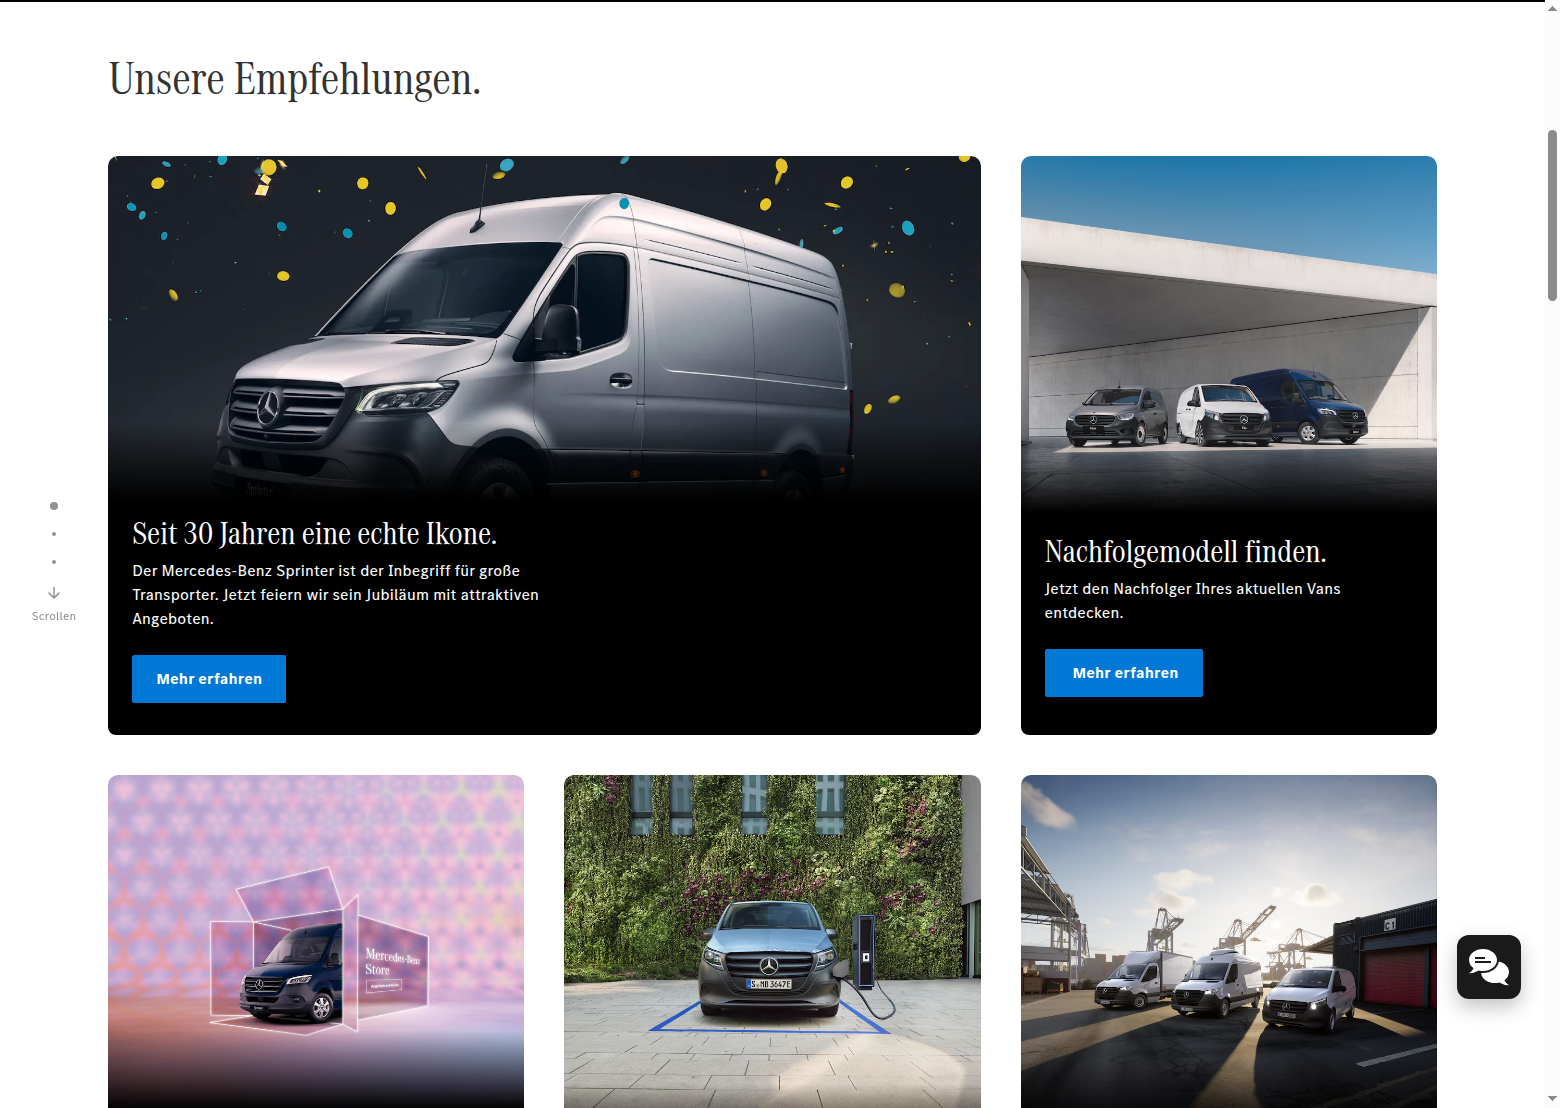 Unsere Empfehlungen.
Sprinter
Seit 30 Jahren eine echte Ikone.
Der Mercedes-Benz Sprinter ist der Inbegriff für große
Transporter. Jetzt feiern wir sein Jubiläum mit attraktiven
Angeboten.
Mehr erfahren
Nachfolgemodell finden.
Jetzt den Nachfolger Ihres aktuellen Vans
entdecken.
Mehr erfahren
Scrollen
Mercedes-Benz
Store
S MB 3647E
C1